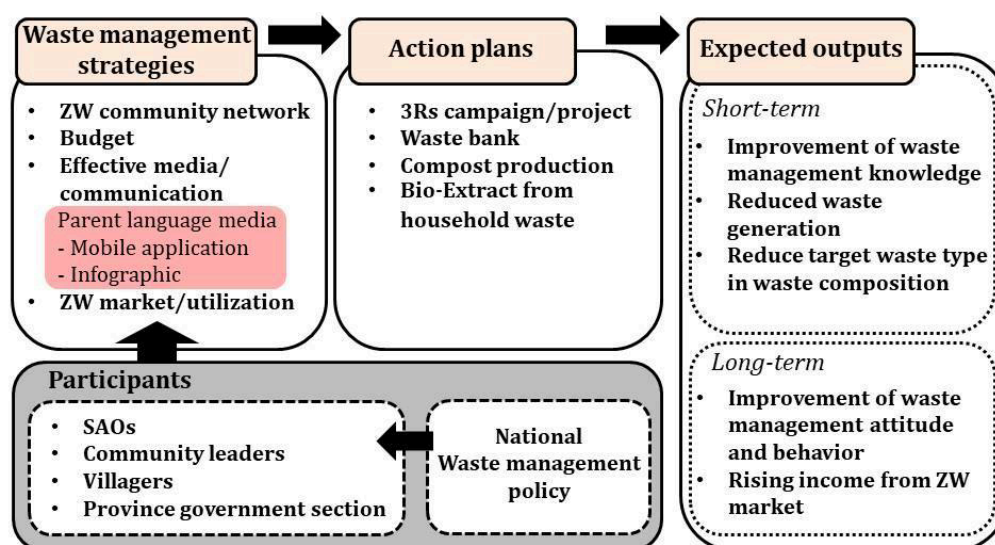 Waste management
strategies
• ZW community network
• Budget
• Effective media/
communication
Parent language media
- Mobile application
- Infographic
• ZW market/utilization
Action plans
• 3Rs campaign/project
• Waste bank
• Compost production
• Bio-Extract from
household waste
Expected outputs
Short-term
• Improvement of waste
management knowledge
• Reduced waste
generation
• Reduce target waste type
in waste composition
Long-term
• Improvement of waste
management attitude
and behavior
• Rising income from ZW
market
Participants
• SAOs
• Community leaders
• Villagers
• Province government section
National
Waste management
policy